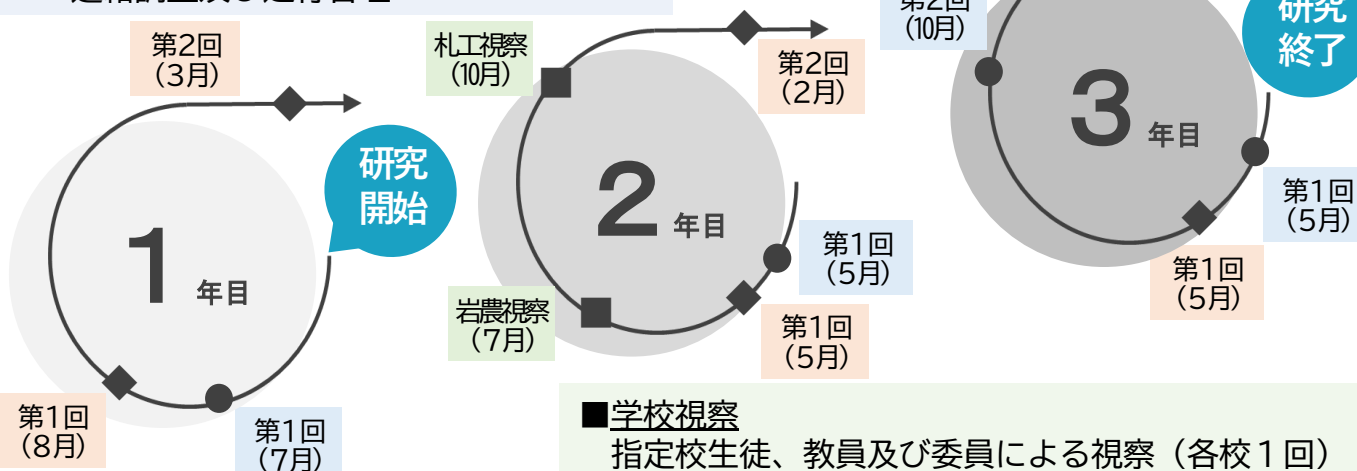 第2回
(3月)
研究
開始
1年目
第1回
(8月)
第1回
(7月)
札工視察
(10月)
第2回
(2月)
2年目
岩農視察
(7月)
第1回
(5月)
第1回
(5月)
第2回
(10月)
研究
終了
3年目
第1回
(5月)
第1回
(5月)
■学校視察
指定校生徒、教員及び委員による視察（各校１回）